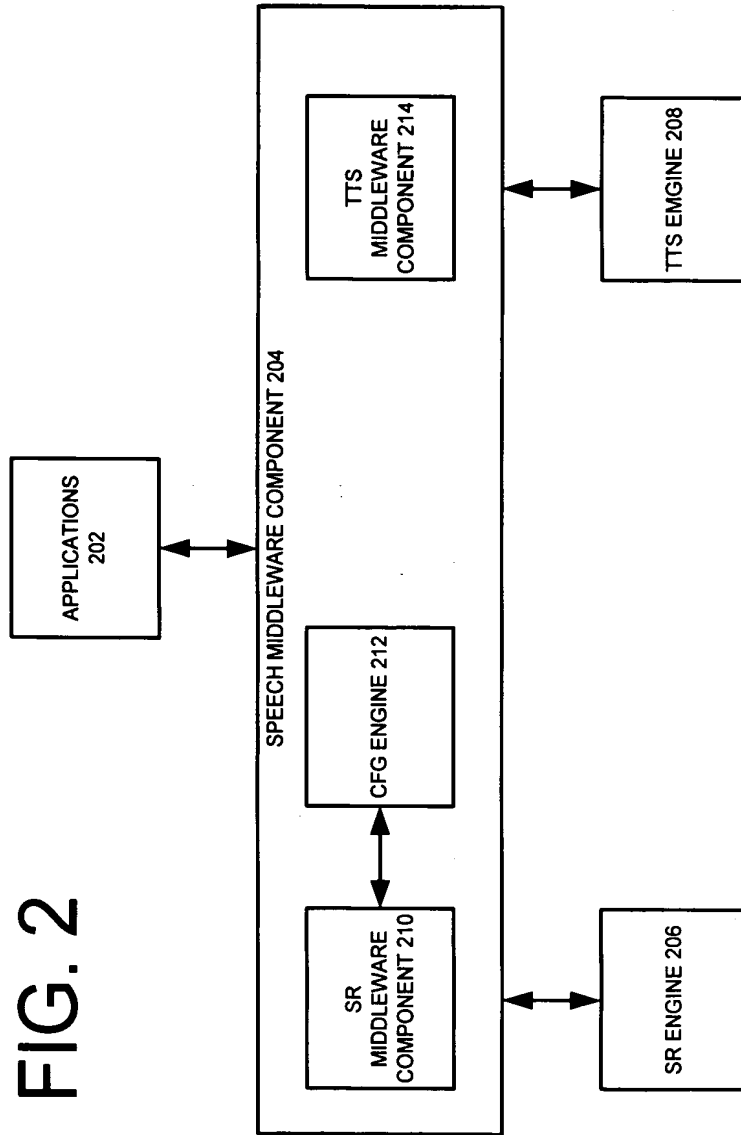 FIG. 2
APPLICATIONS
202
SPEECH MIDDLEWARE COMPONENT 204
SR
MIDDLEWARE
COMPONENT 210
CFG ENGINE 212
TTS
MIDDLEWARE
COMPONENT 214
SR ENGINE 206
TTS EMGINE 208